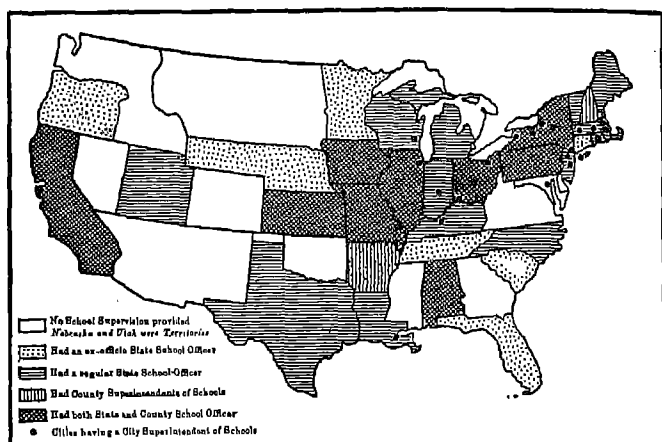 No School Supervision provided
Nebraska and Utah were Territories
Had an ex-officio State School Officer
Had a regular State School Officer
Had County Superintendents of Schools
Had both State and County School Officer
Cities having a City Superintendent of Schools